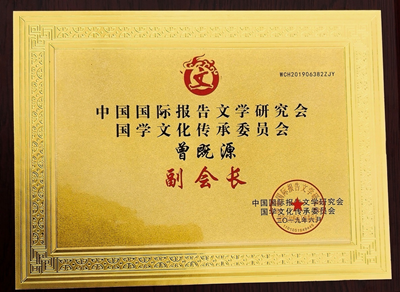 文
WCH201906382ZJY
中国国际报告文学研究会
国学文化传承委员会
曾既源
副会长
中国国际报告文学研究会
国学文化传承委员会
二〇一九年六月